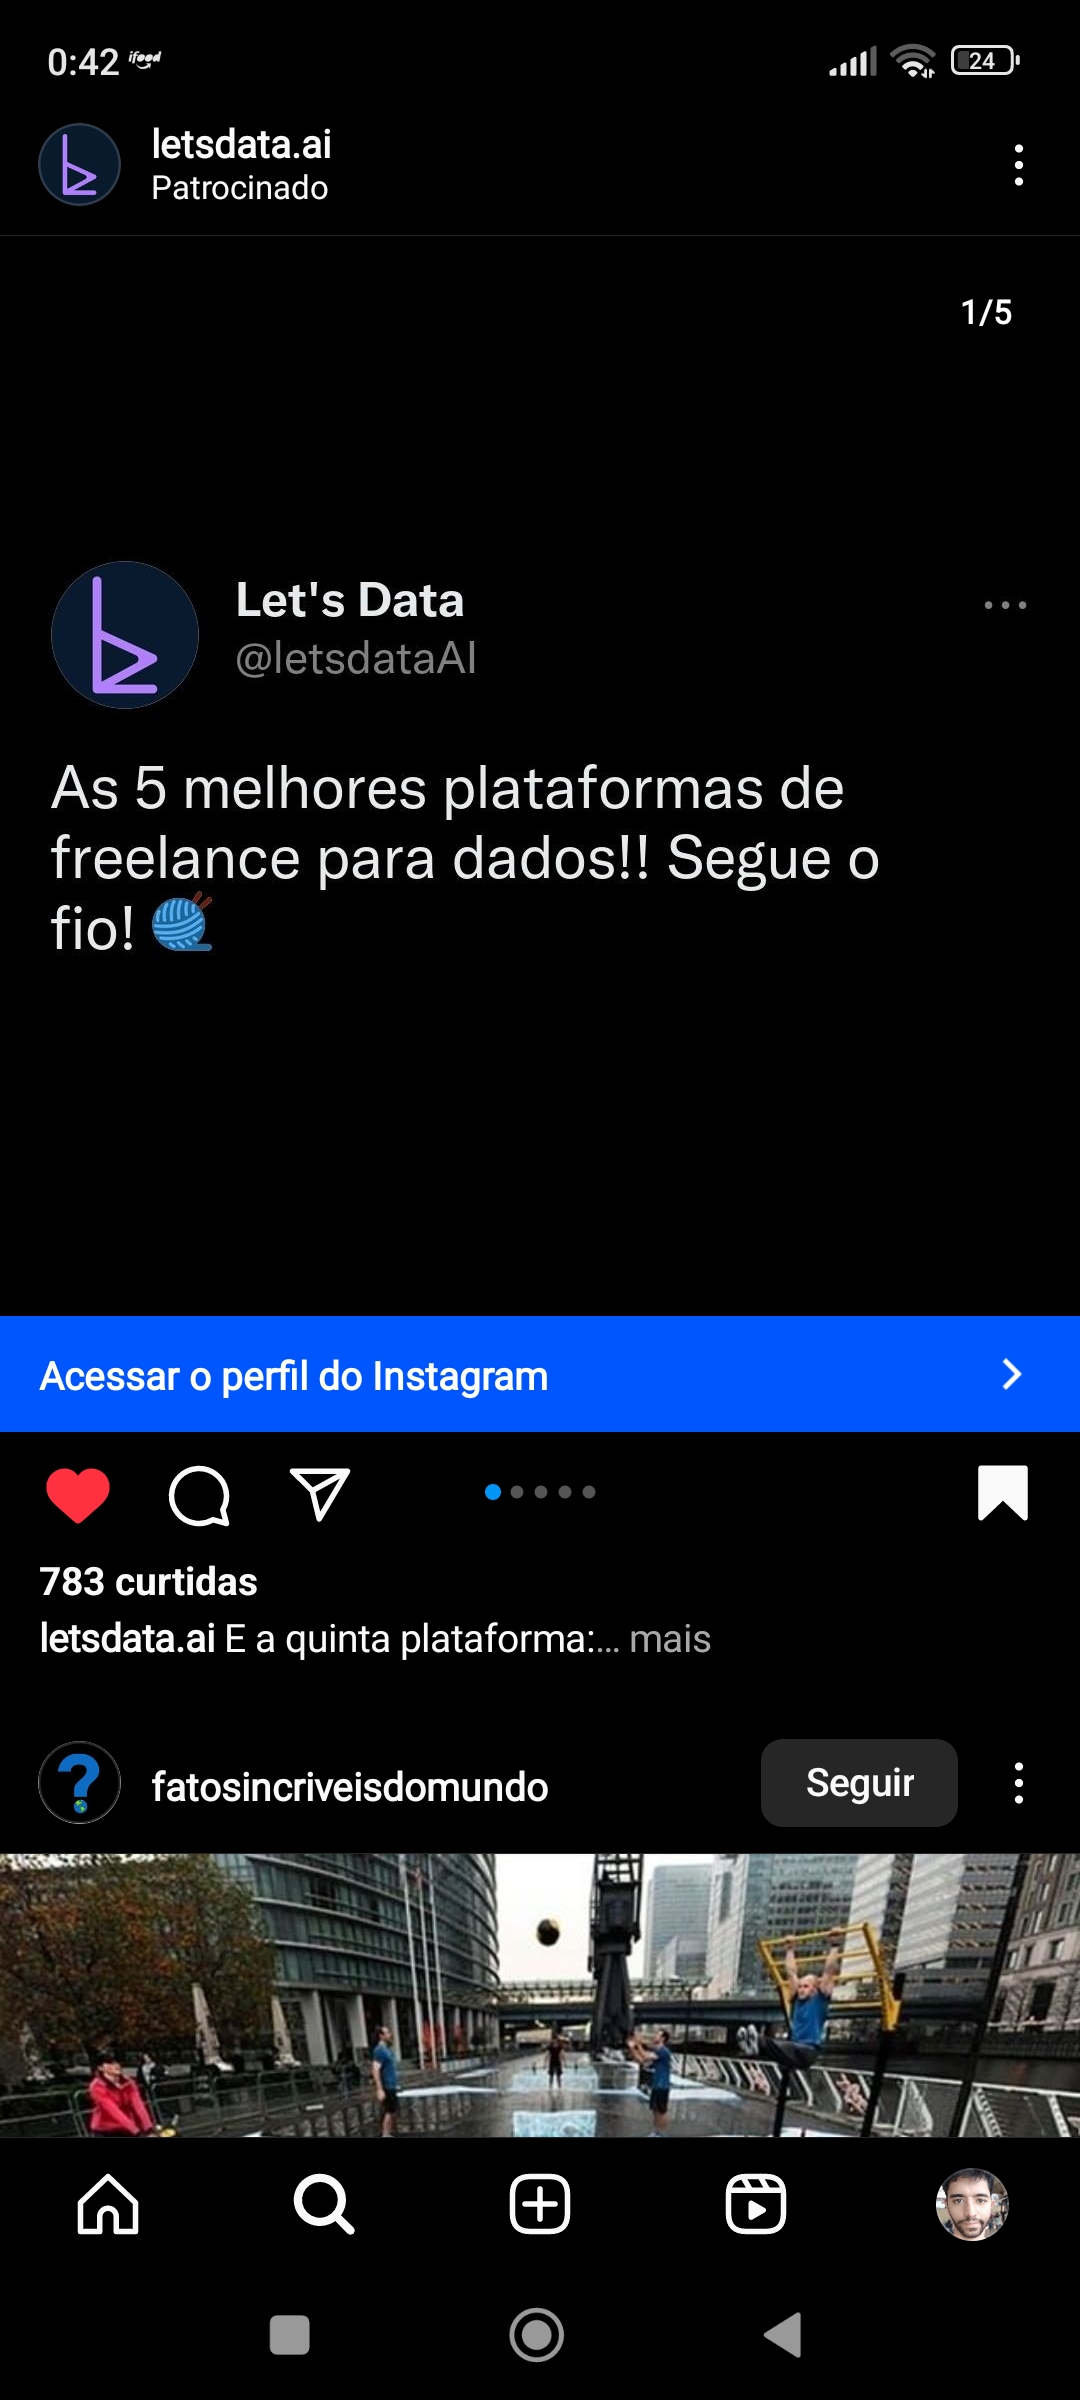 0:42 ifood
24
letsdata.ai
Patrocinado
1/5
Let's Data
@letsdataAI
As 5 melhores plataformas de
freelance para dados!! Segue o
fio!
Acessar o perfil do Instagram
783 curtidas
letsdata.ai E a quinta plataforma:... mais
fatosincriveisdomundo
Seguir